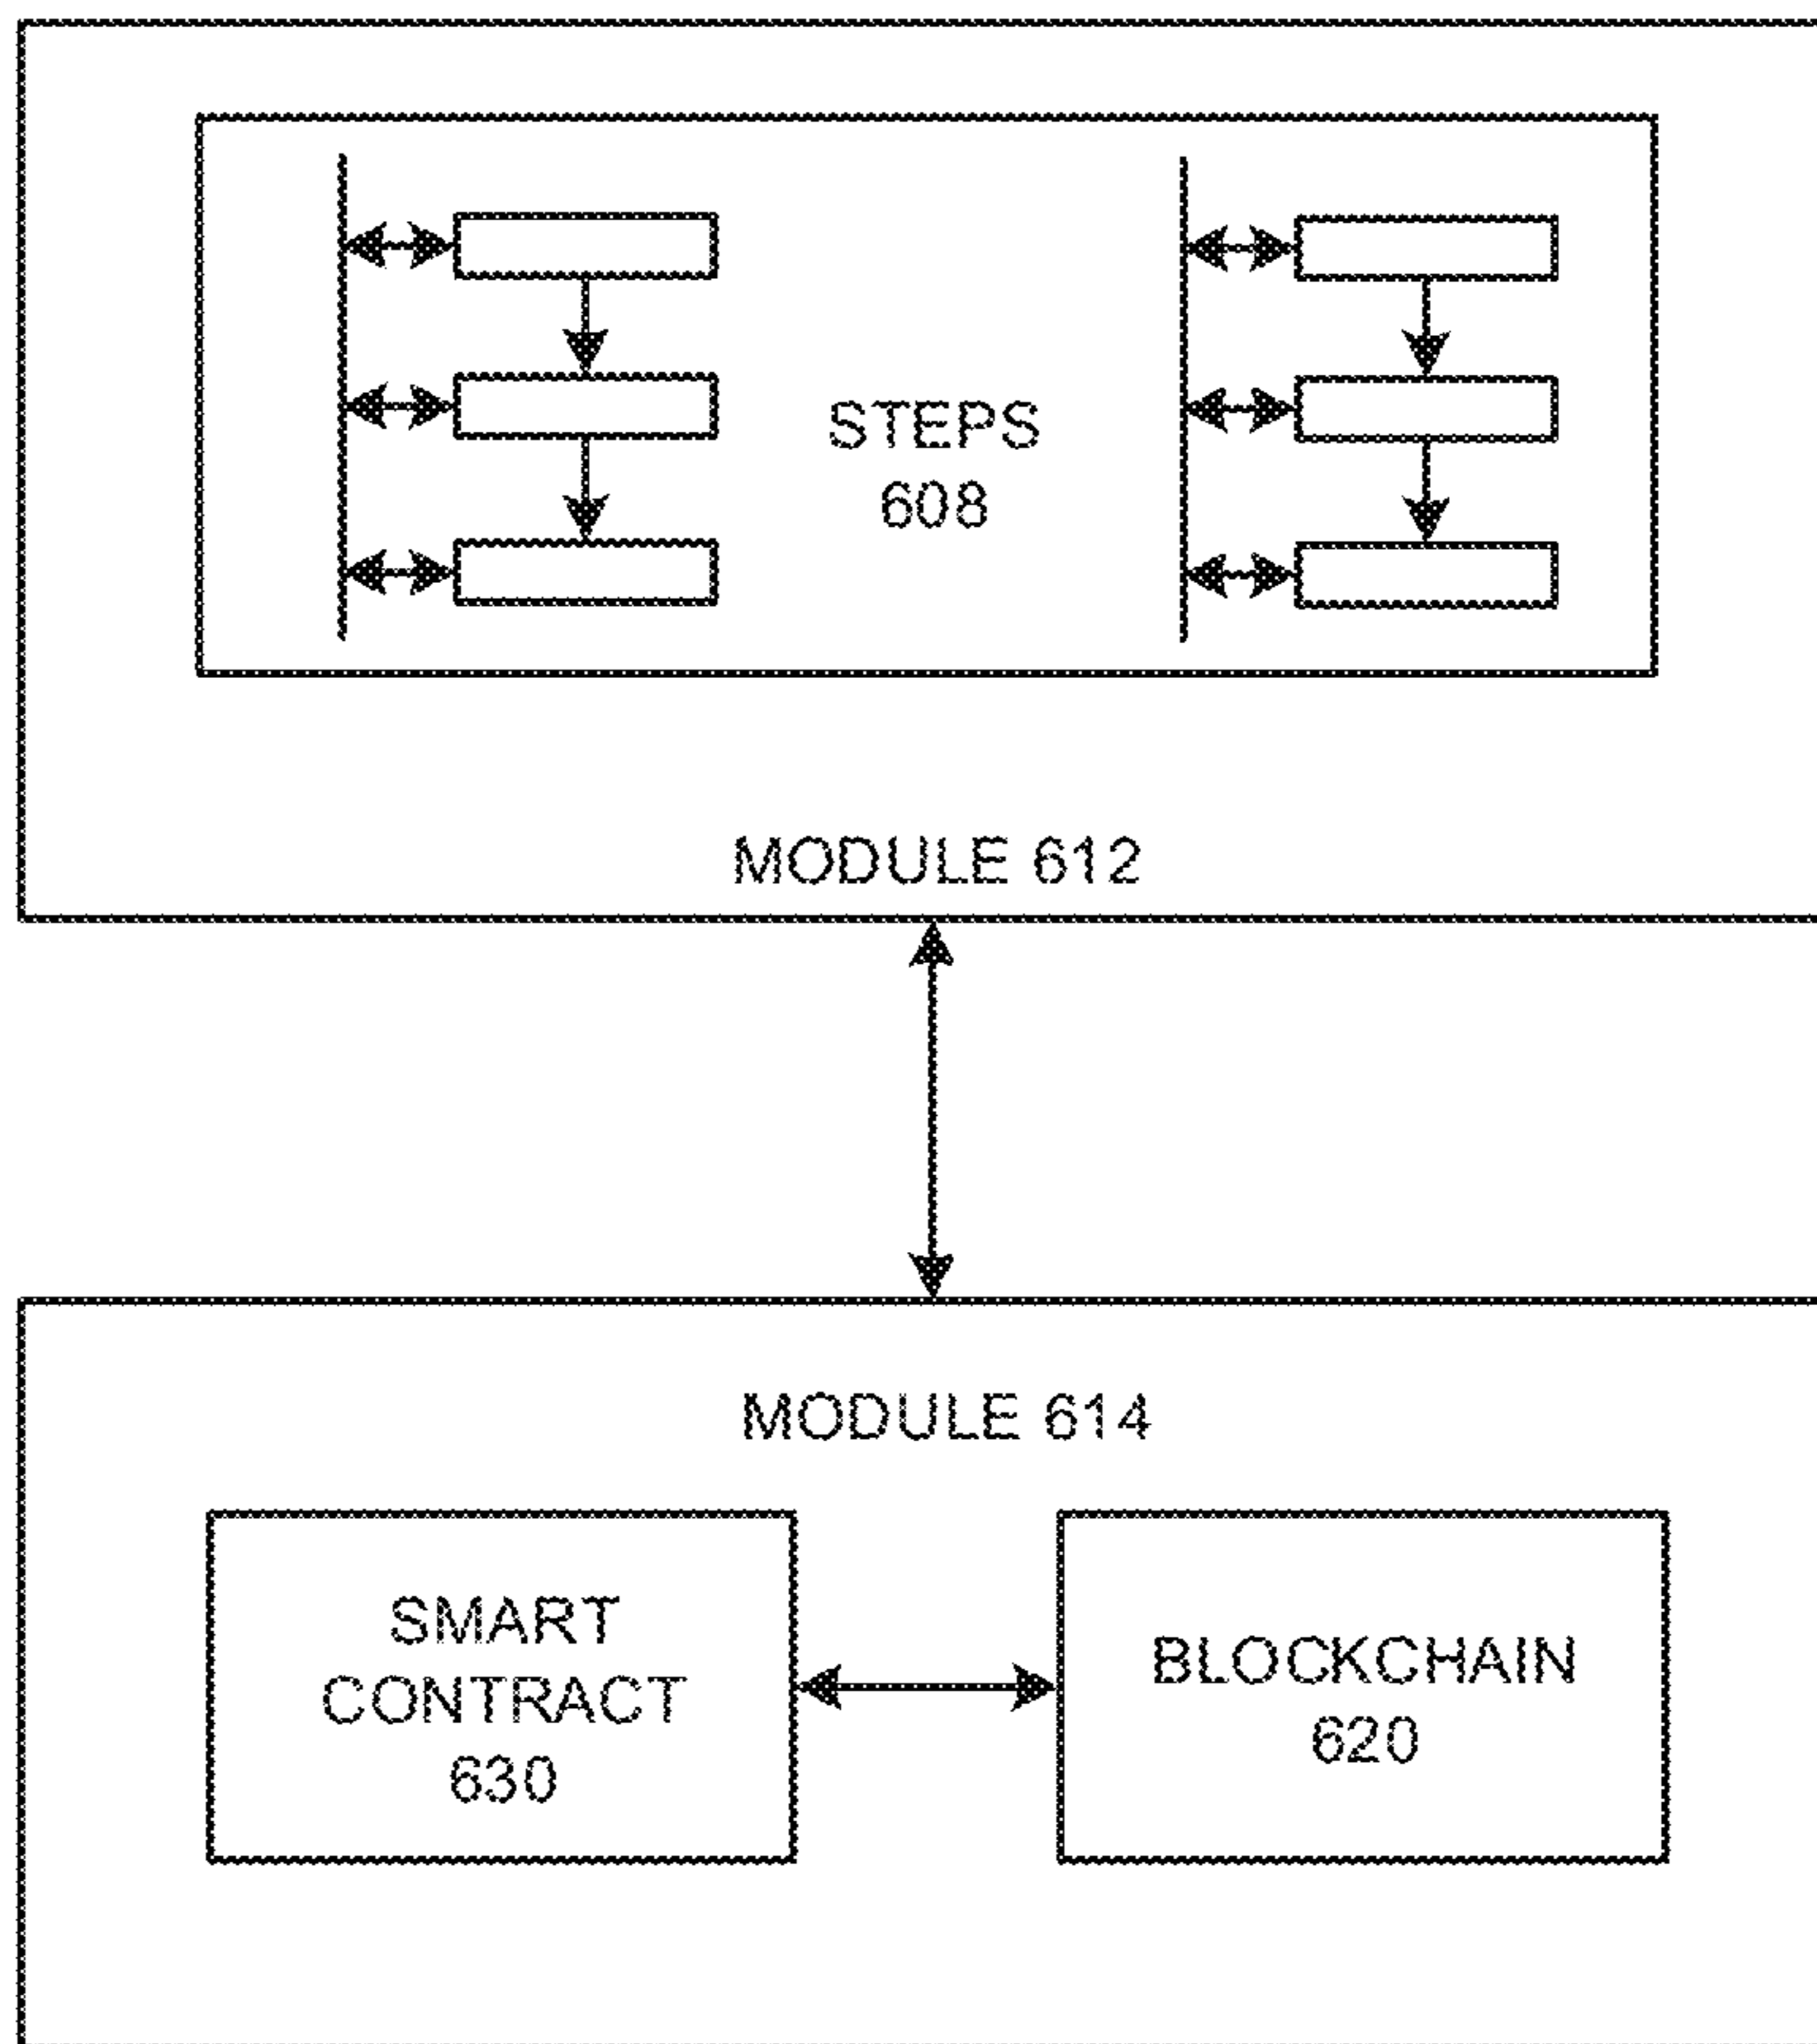 STEPS
608
MODULE 612
MODULE 614
SMART
CONTRACT
630
BLOCKCHAIN
620